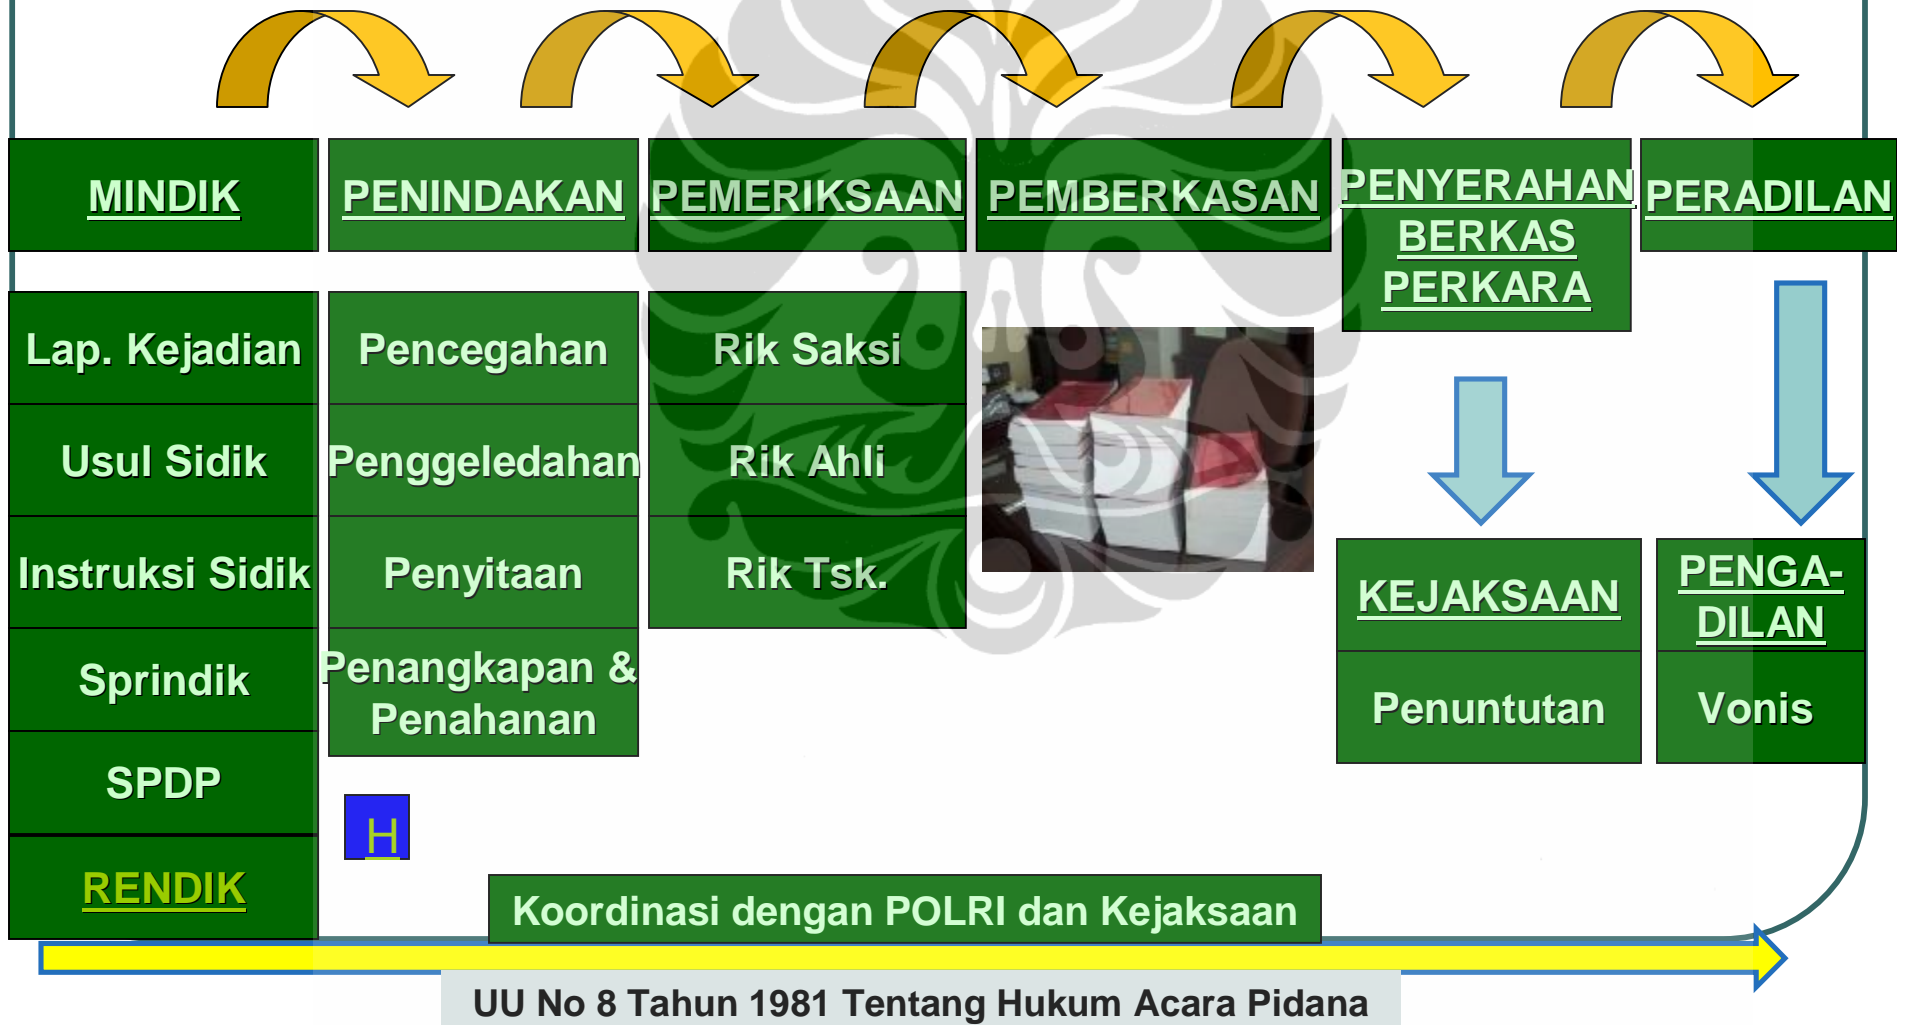 MINDIK
PENINDAKAN
PEMERIKSAAN
PEMBERKASAN
PENYERAHAN
BERKAS
PERKARA
PERADILAN
Lap. Kejadian
Usul Sidik
Instruksi Sidik
Sprindik
SPDP
RENDIK
Pencegahan
Penggeledahan
Penyitaan
Penangkapan &
Penahanan
H
Rik Saksi
Rik Ahli
Rik Tsk.
KEJAKSAAN
Penuntutan
PENGA-
DILAN
Vonis
Koordinasi dengan POLRI dan Kejaksaan
UU No 8 Tahun 1981 Tentang Hukum Acara Pidana